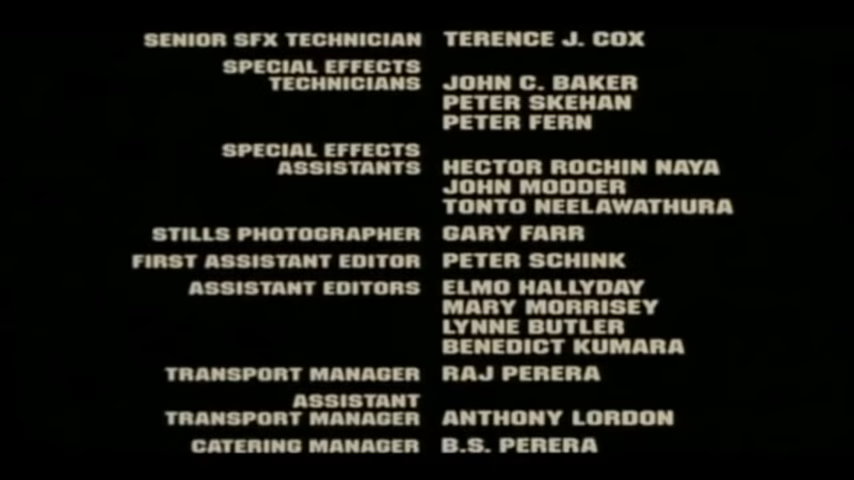 SENIOR SFX TECHNICIAN TERENCE J. COX
SPECIAL EFFECTS
TECHNICIANS JOHN C. BAKER
PETER SKEHAN
PETER FERN
SPECIAL EFFECTS
ASSISTANTS HECTOR ROCHIN NAYA
JOHN MODDER
TONTO NEELAWATHURA
STILLS PHOTOGRAPHER GARY FARR
FIRST ASSISTANT EDITOR PETER SCHINK
ASSISTANT EDITORS ELMO HALLYDAY
MARY MORRISEY
LYNNE BUTLER
BENEDICT KUMARA
TRANSPORT MANAGER RAJ PERERA
ASSISTANT
TRANSPORT MANAGER ANTHONY LORDON
CATERING MANAGER B.S. PERERA